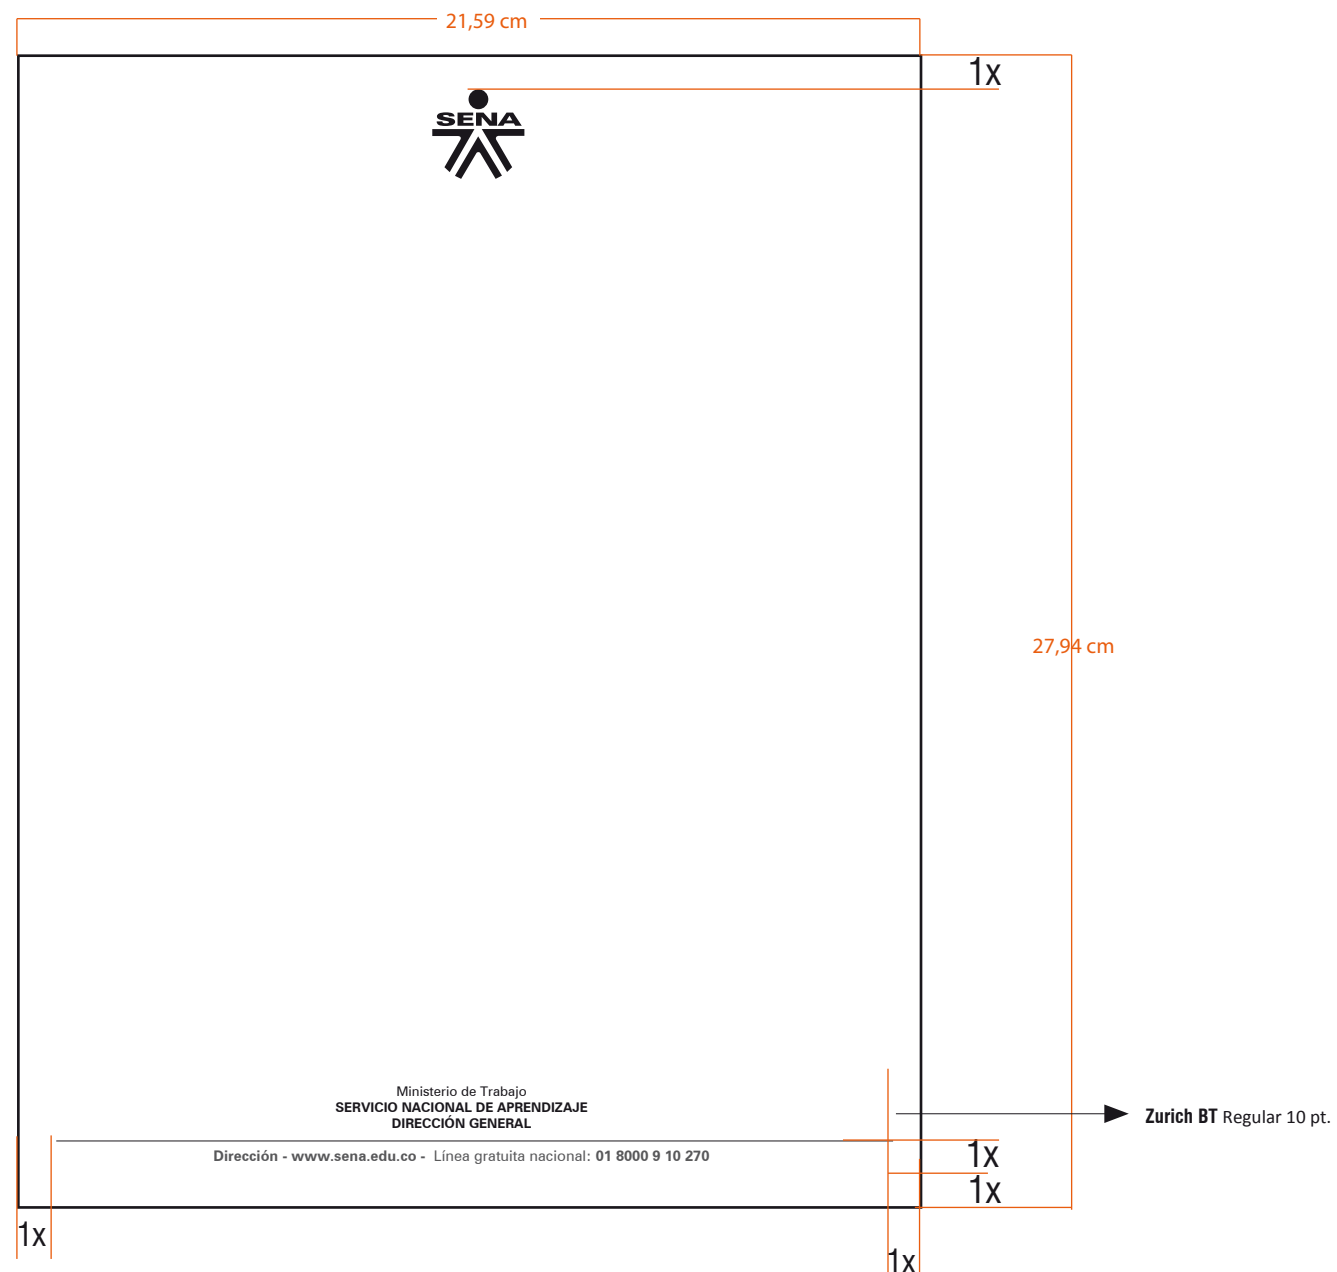 21,59 cm
1x
SENA
27,94 cm
Ministerio de Trabajo
SERVICIO NACIONAL DE APRENDIZAJE
DIRECCIÓN GENERAL
Zurich BT Regular 10 pt.
Dirección - www.sena.edu.co - Línea gratuita nacional: 01 8000 9 10 270
1x
1x
1x
1x